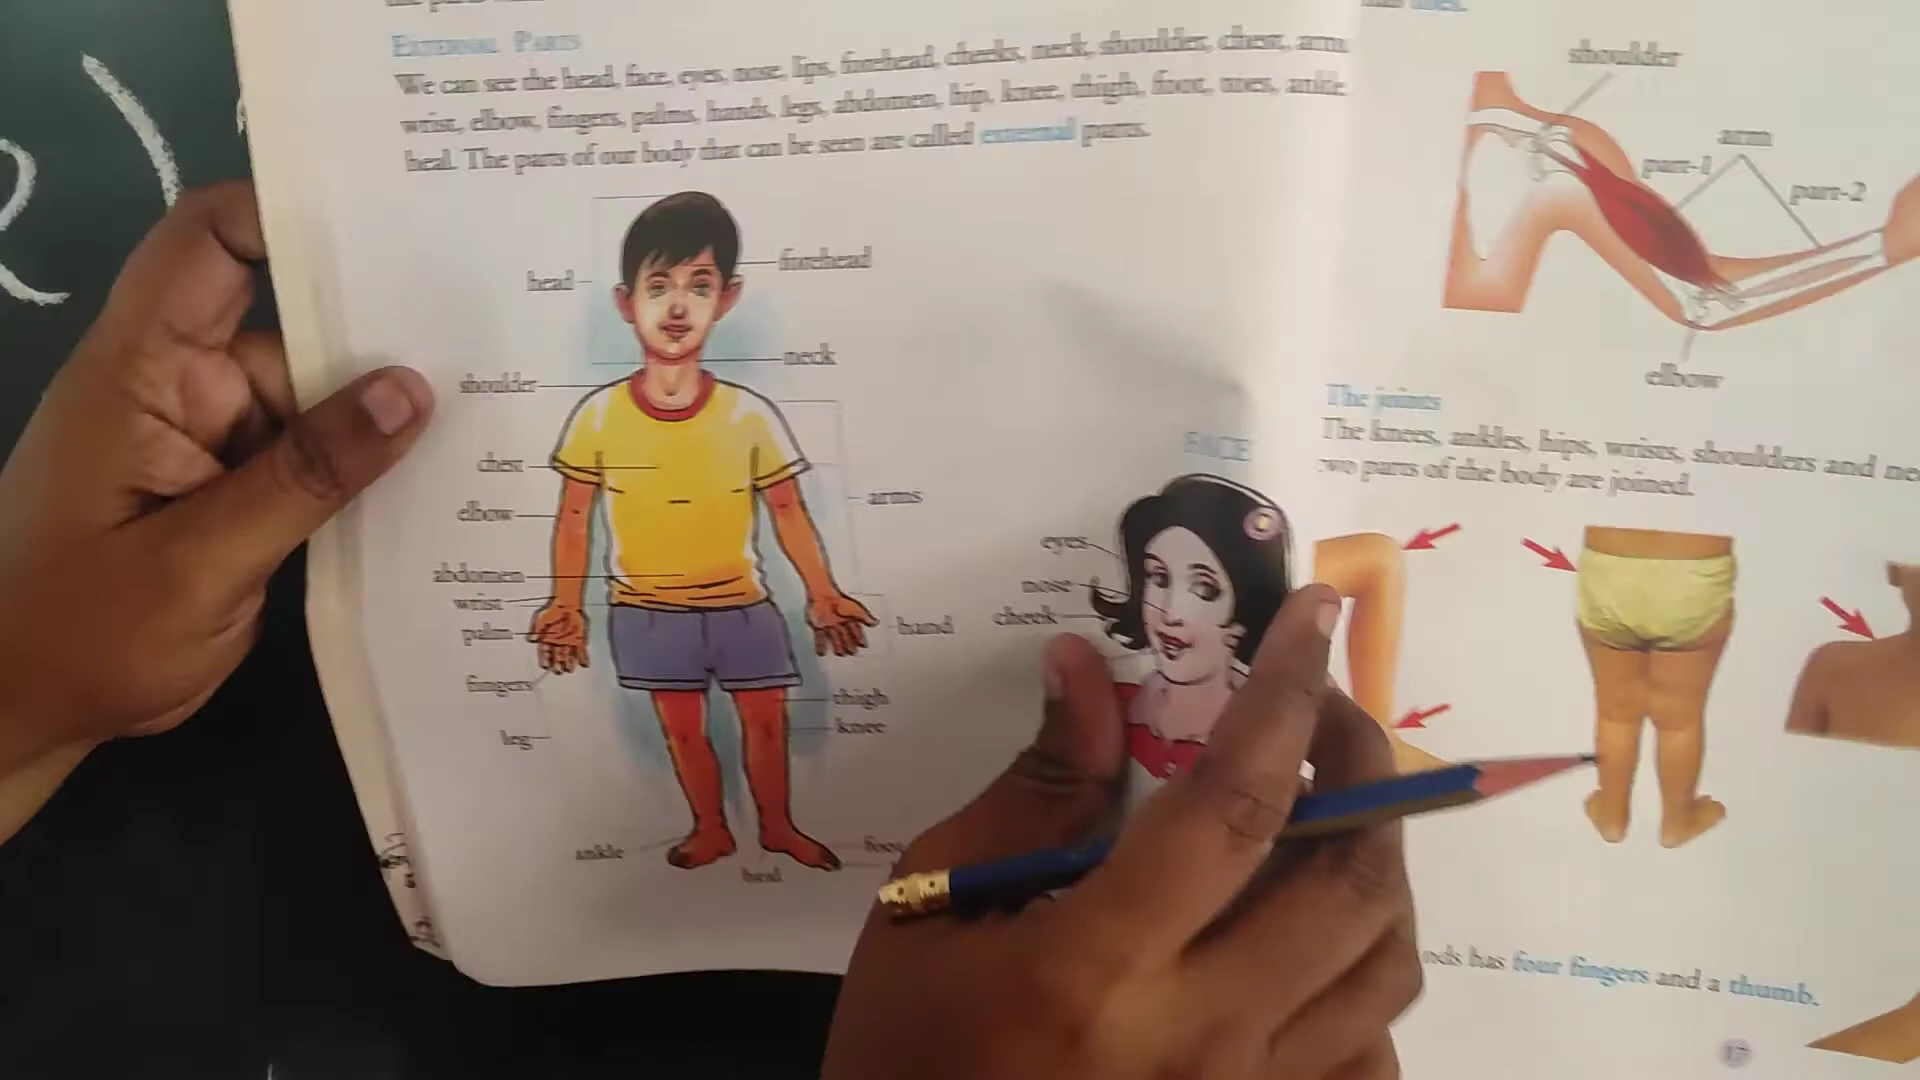 EXTERNAL PARTS
We can see the head, face, eyes, nose, lips, forehead, cheeks, neck, shoulder, chest, arm
wrist, elbow, fingers, palms, hands, legs, abdomen, hip, knee, thigh, foot, toes, ankle
heal. The parts of our body that can be seen are called external parts.
head
forehead
neck
shoulder
chest
elbow
arms
abdomen
wrist
palm
hand
fingers
thigh
knee
leg
ankle
heal
FACE
eyes
nose
cheek
shoulder
arm
part-1
part-2
elbow
The joints
The knees, ankles, hips, wrists, shoulders and
two parts of the body are joined.
has four fingers and a thumb.
17